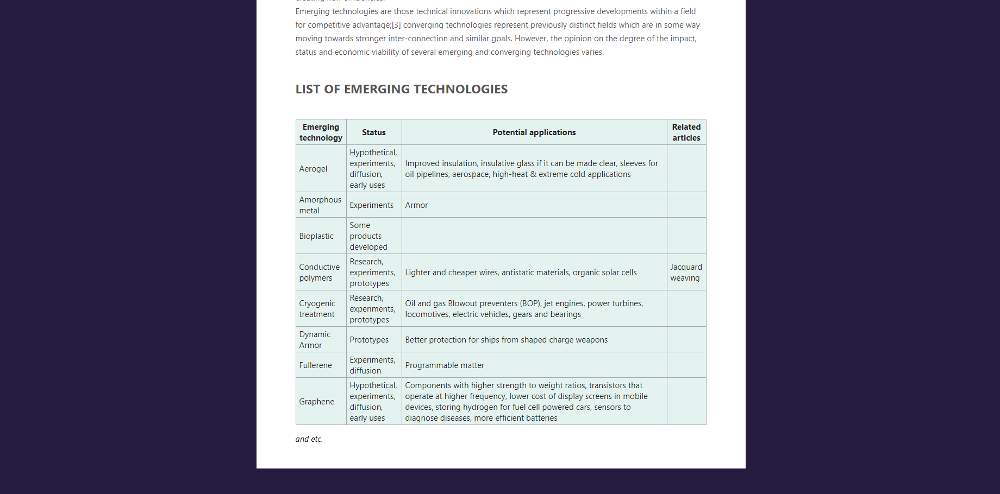 Emerging technologies are those technical innovations which represent progressive developments within a field
for competitive advantage;[3] converging technologies represent previously distinct fields which are in some way
moving towards stronger inter-connection and similar goals. However, the opinion on the degree of the impact,
status and economic viability of several emerging and converging technologies varies.
LIST OF EMERGING TECHNOLOGIES
Emerging
technology
Status
Potential applications
Related
articles
Aerogel
Hypothetical,
experiments,
diffusion,
early uses
Improved insulation, insulative glass if it can be made clear, sleeves for
oil pipelines, aerospace, high-heat & extreme cold applications
Amorphous
metal
Experiments
Armor
Bioplastic
Some
products
developed
Conductive
polymers
Research,
experiments,
prototypes
Lighter and cheaper wires, antistatic materials, organic solar cells
Jacquard
weaving
Cryogenic
treatment
Research,
experiments,
prototypes
Oil and gas Blowout preventers (BOP), jet engines, power turbines,
locomotives, electric vehicles, gears and bearings
Dynamic
Armor
Prototypes
Better protection for ships from shaped charge weapons
Fullerene
Experiments,
diffusion
Programmable matter
Graphene
Hypothetical,
experiments,
diffusion,
early uses
Components with higher strength to weight ratios, transistors that
operate at higher frequency, lower cost of display screens in mobile
devices, storing hydrogen for fuel cell powered cars, sensors to
diagnose diseases, more efficient batteries
and etc.